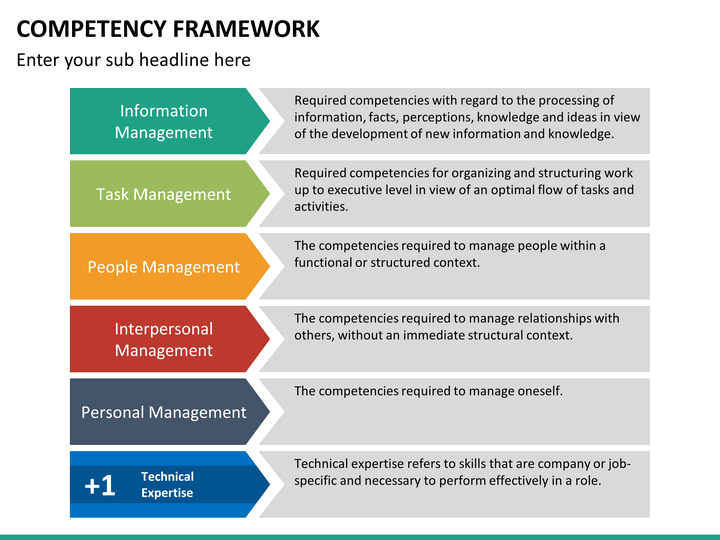 COMPETENCY FRAMEWORK
Enter your sub headline here
Information
Management
Required competencies with regard to the processing of
information, facts, perceptions, knowledge and ideas in view
of the development of new information and knowledge.
Task Management
Required competencies for organizing and structuring work
up to executive level in view of an optimal flow of tasks and
activities.
People Management
The competencies required to manage people within a
functional or structured context.
Interpersonal
Management
The competencies required to manage relationships with
others, without an immediate structural context.
Personal Management
The competencies required to manage oneself.
+1
Technical
Expertise
Technical expertise refers to skills that are company or job-
specific and necessary to perform effectively in a role.